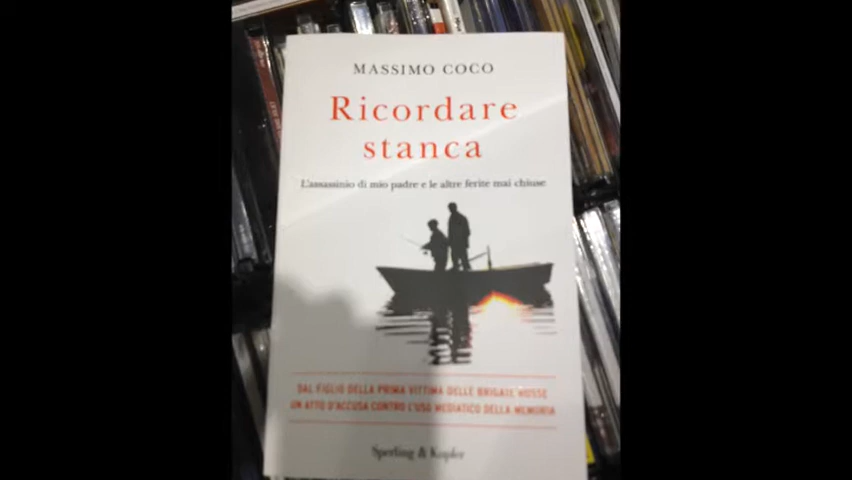 MASSIMO COCO
Ricordare
stanca
L'assassinio di mio padre e le altre ferite mai chiuse
DAL FIGLIO DELLA PRIMA VITTIMA DELLE BRIGATE ROSSE
UN ATTO D'ACCUSA CONTRO L'USO MEDIATICO DELLA MEMORIA
Sperling & Kupfer